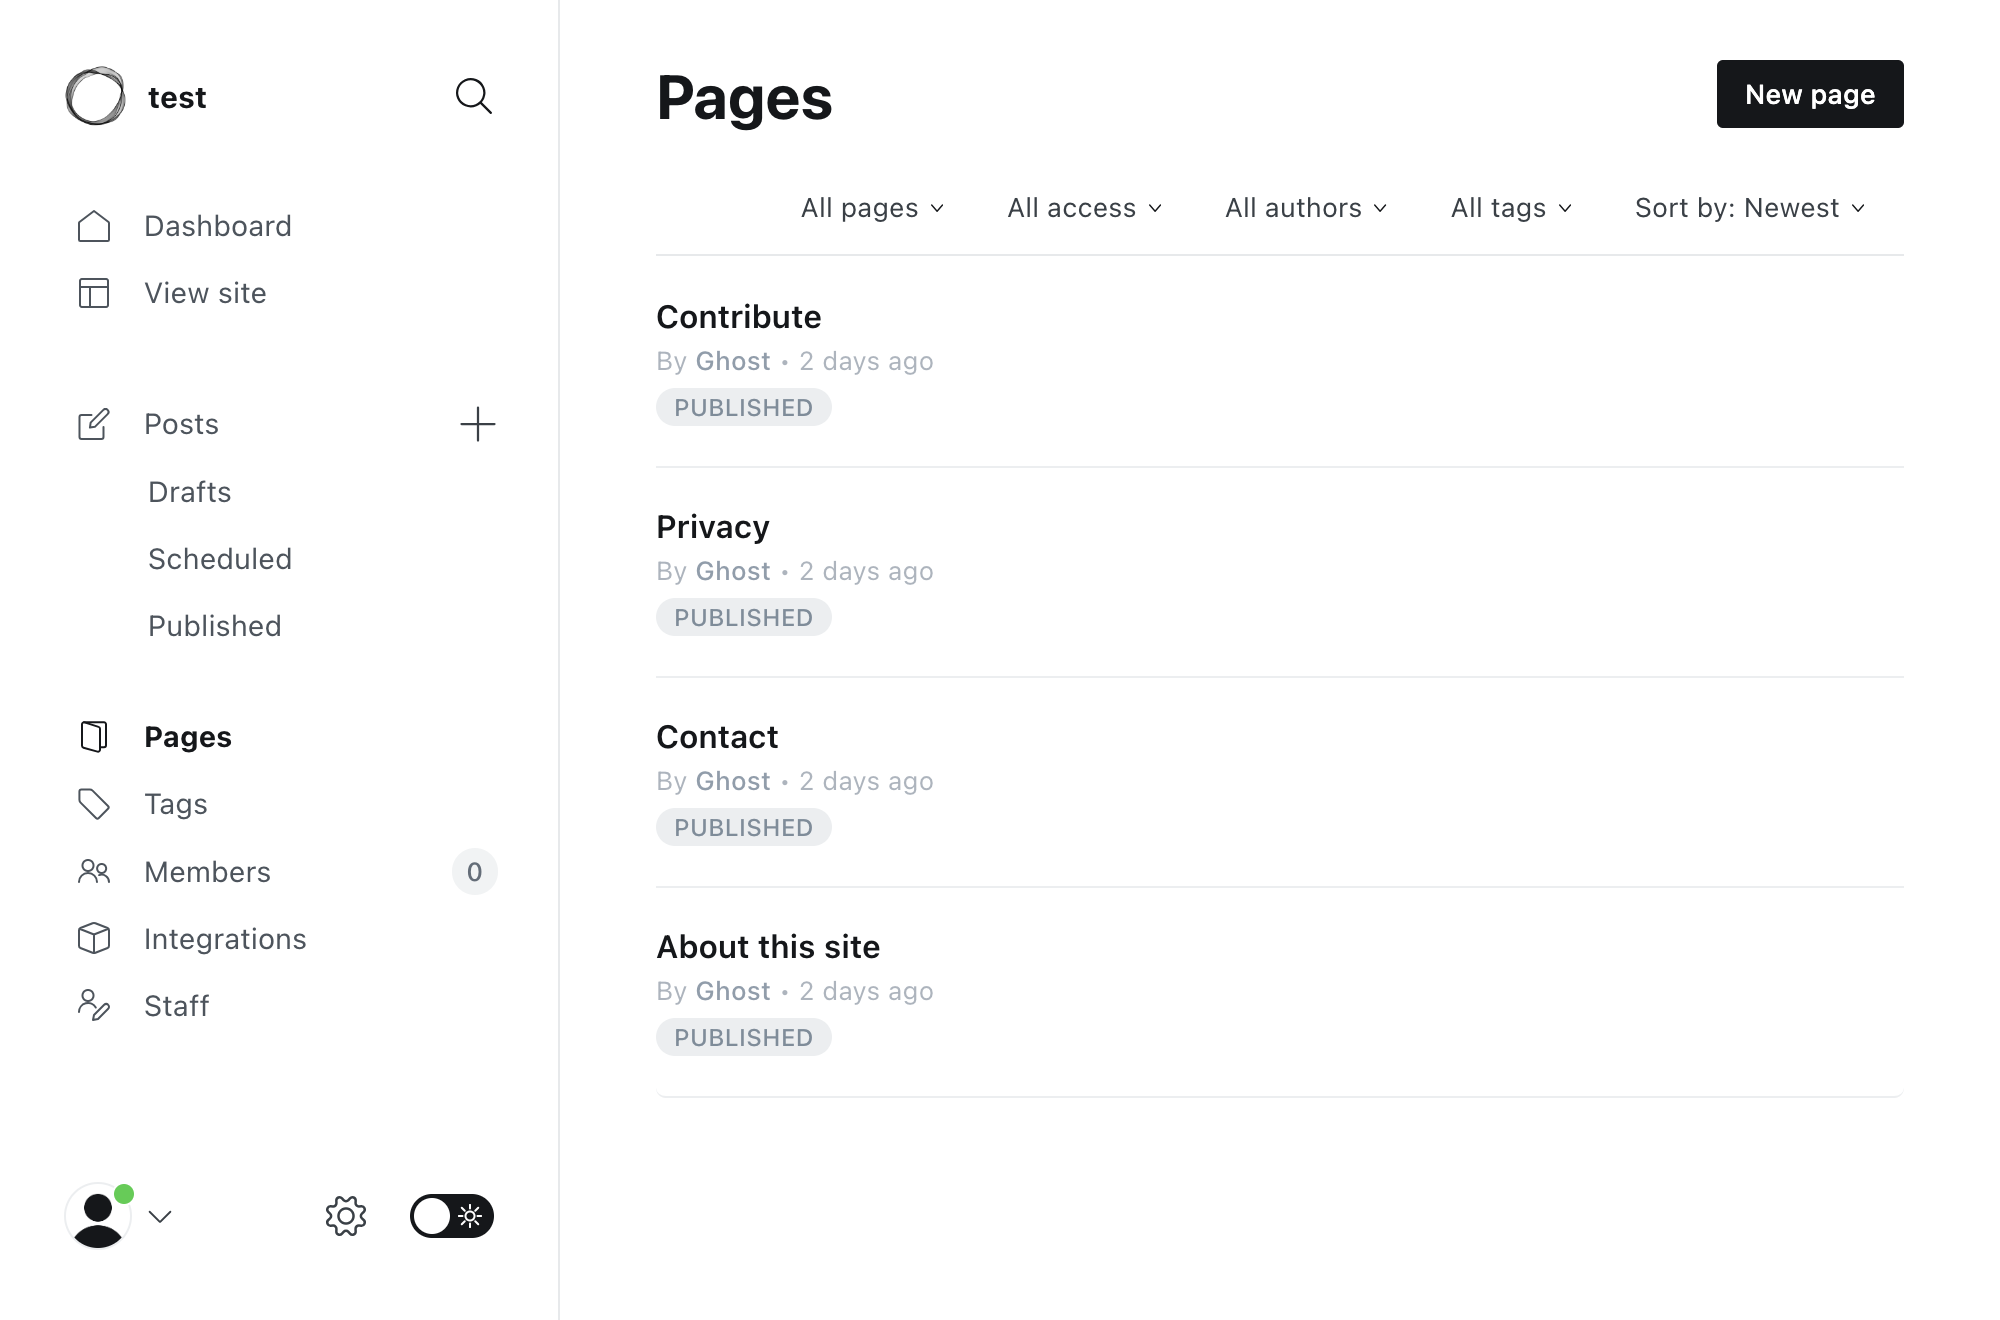 test
Dashboard
View site
Posts
Drafts
Scheduled
Published
Pages
Tags
Members 0
Integrations
Staff
Pages
New page
All pages All access All authors All tags Sort by: Newest
Contribute
By Ghost • 2 days ago
PUBLISHED
Privacy
By Ghost • 2 days ago
PUBLISHED
Contact
By Ghost • 2 days ago
PUBLISHED
About this site
By Ghost • 2 days ago
PUBLISHED